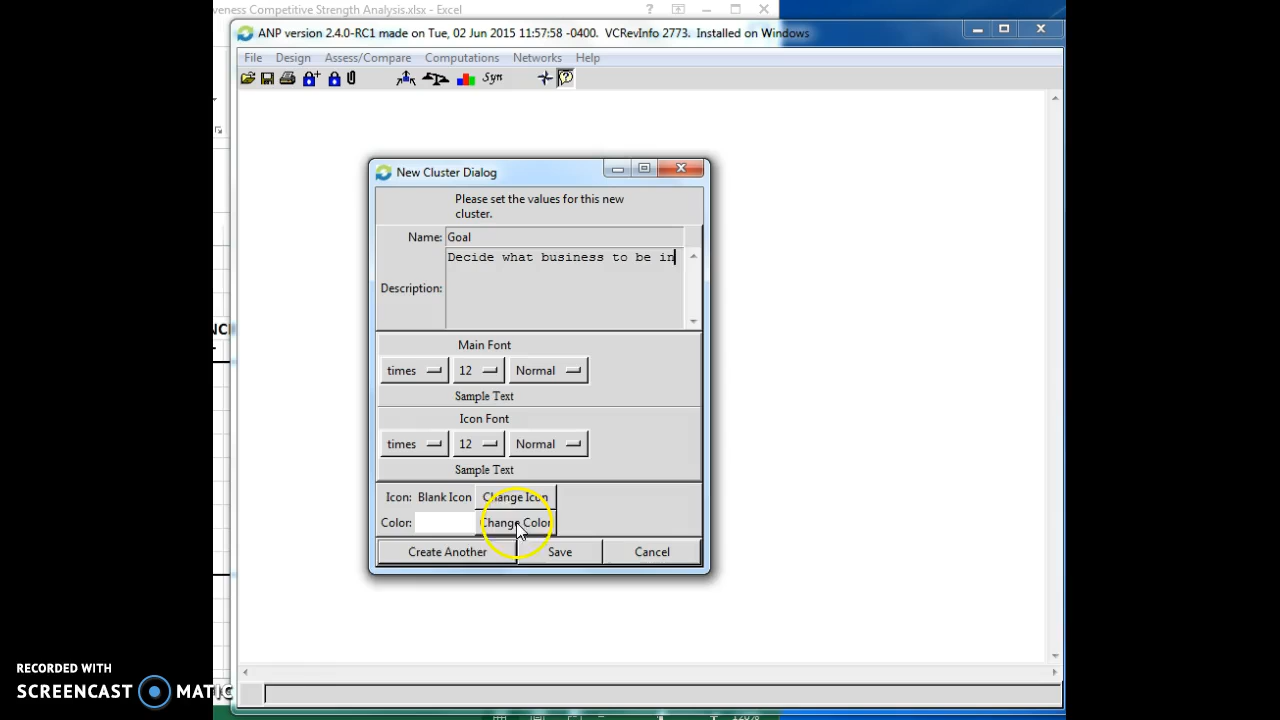 veness Competitive Strength Analysis.xlsx - Excel
ANP version 2.4.0-RC1 made on Tue, 02 Jun 2015 11:57:58 -0400. VCRevInfo 2773. Installed on Windows
File Design Assess/Compare Computations Networks Help
Syn
New Cluster Dialog
Please set the values for this new
cluster.
Name: Goal
Decide what business to be in
Description:
Main Font
times 12 Normal
Sample Text
Icon Font
times 12 Normal
Sample Text
Icon: Blank Icon Change Icon
Color: Change Color
Create Another Save Cancel
RECORDED WITH
SCREENCAST MATIC
120%